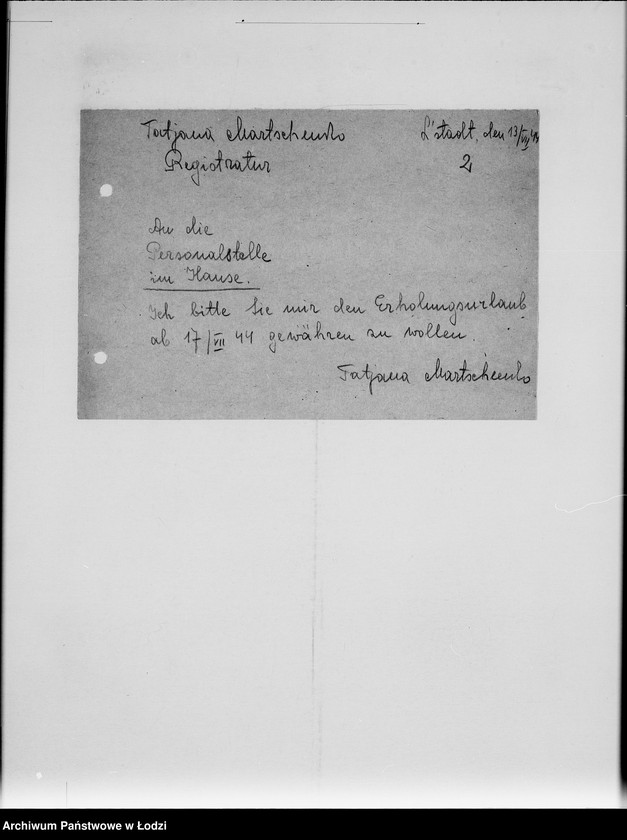 Tatjana Martschenko L'stadt, den 13/VII 44
Registratur 2
An die
Personalstelle
im Hause.
Ich bitte Sie mir den Erholungsurlaub
ab 17/VII 44 gewähren zu wollen.
Tatjana Martschenko
Archiwum Państwowe w Łodzi